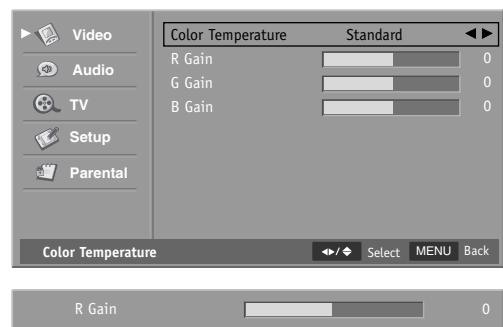 Video
Audio
TV
Setup
Parental
Color Temperature Standard
R Gain 0
G Gain 0
B Gain 0
Color Temperature Select MENU Back
R Gain 0